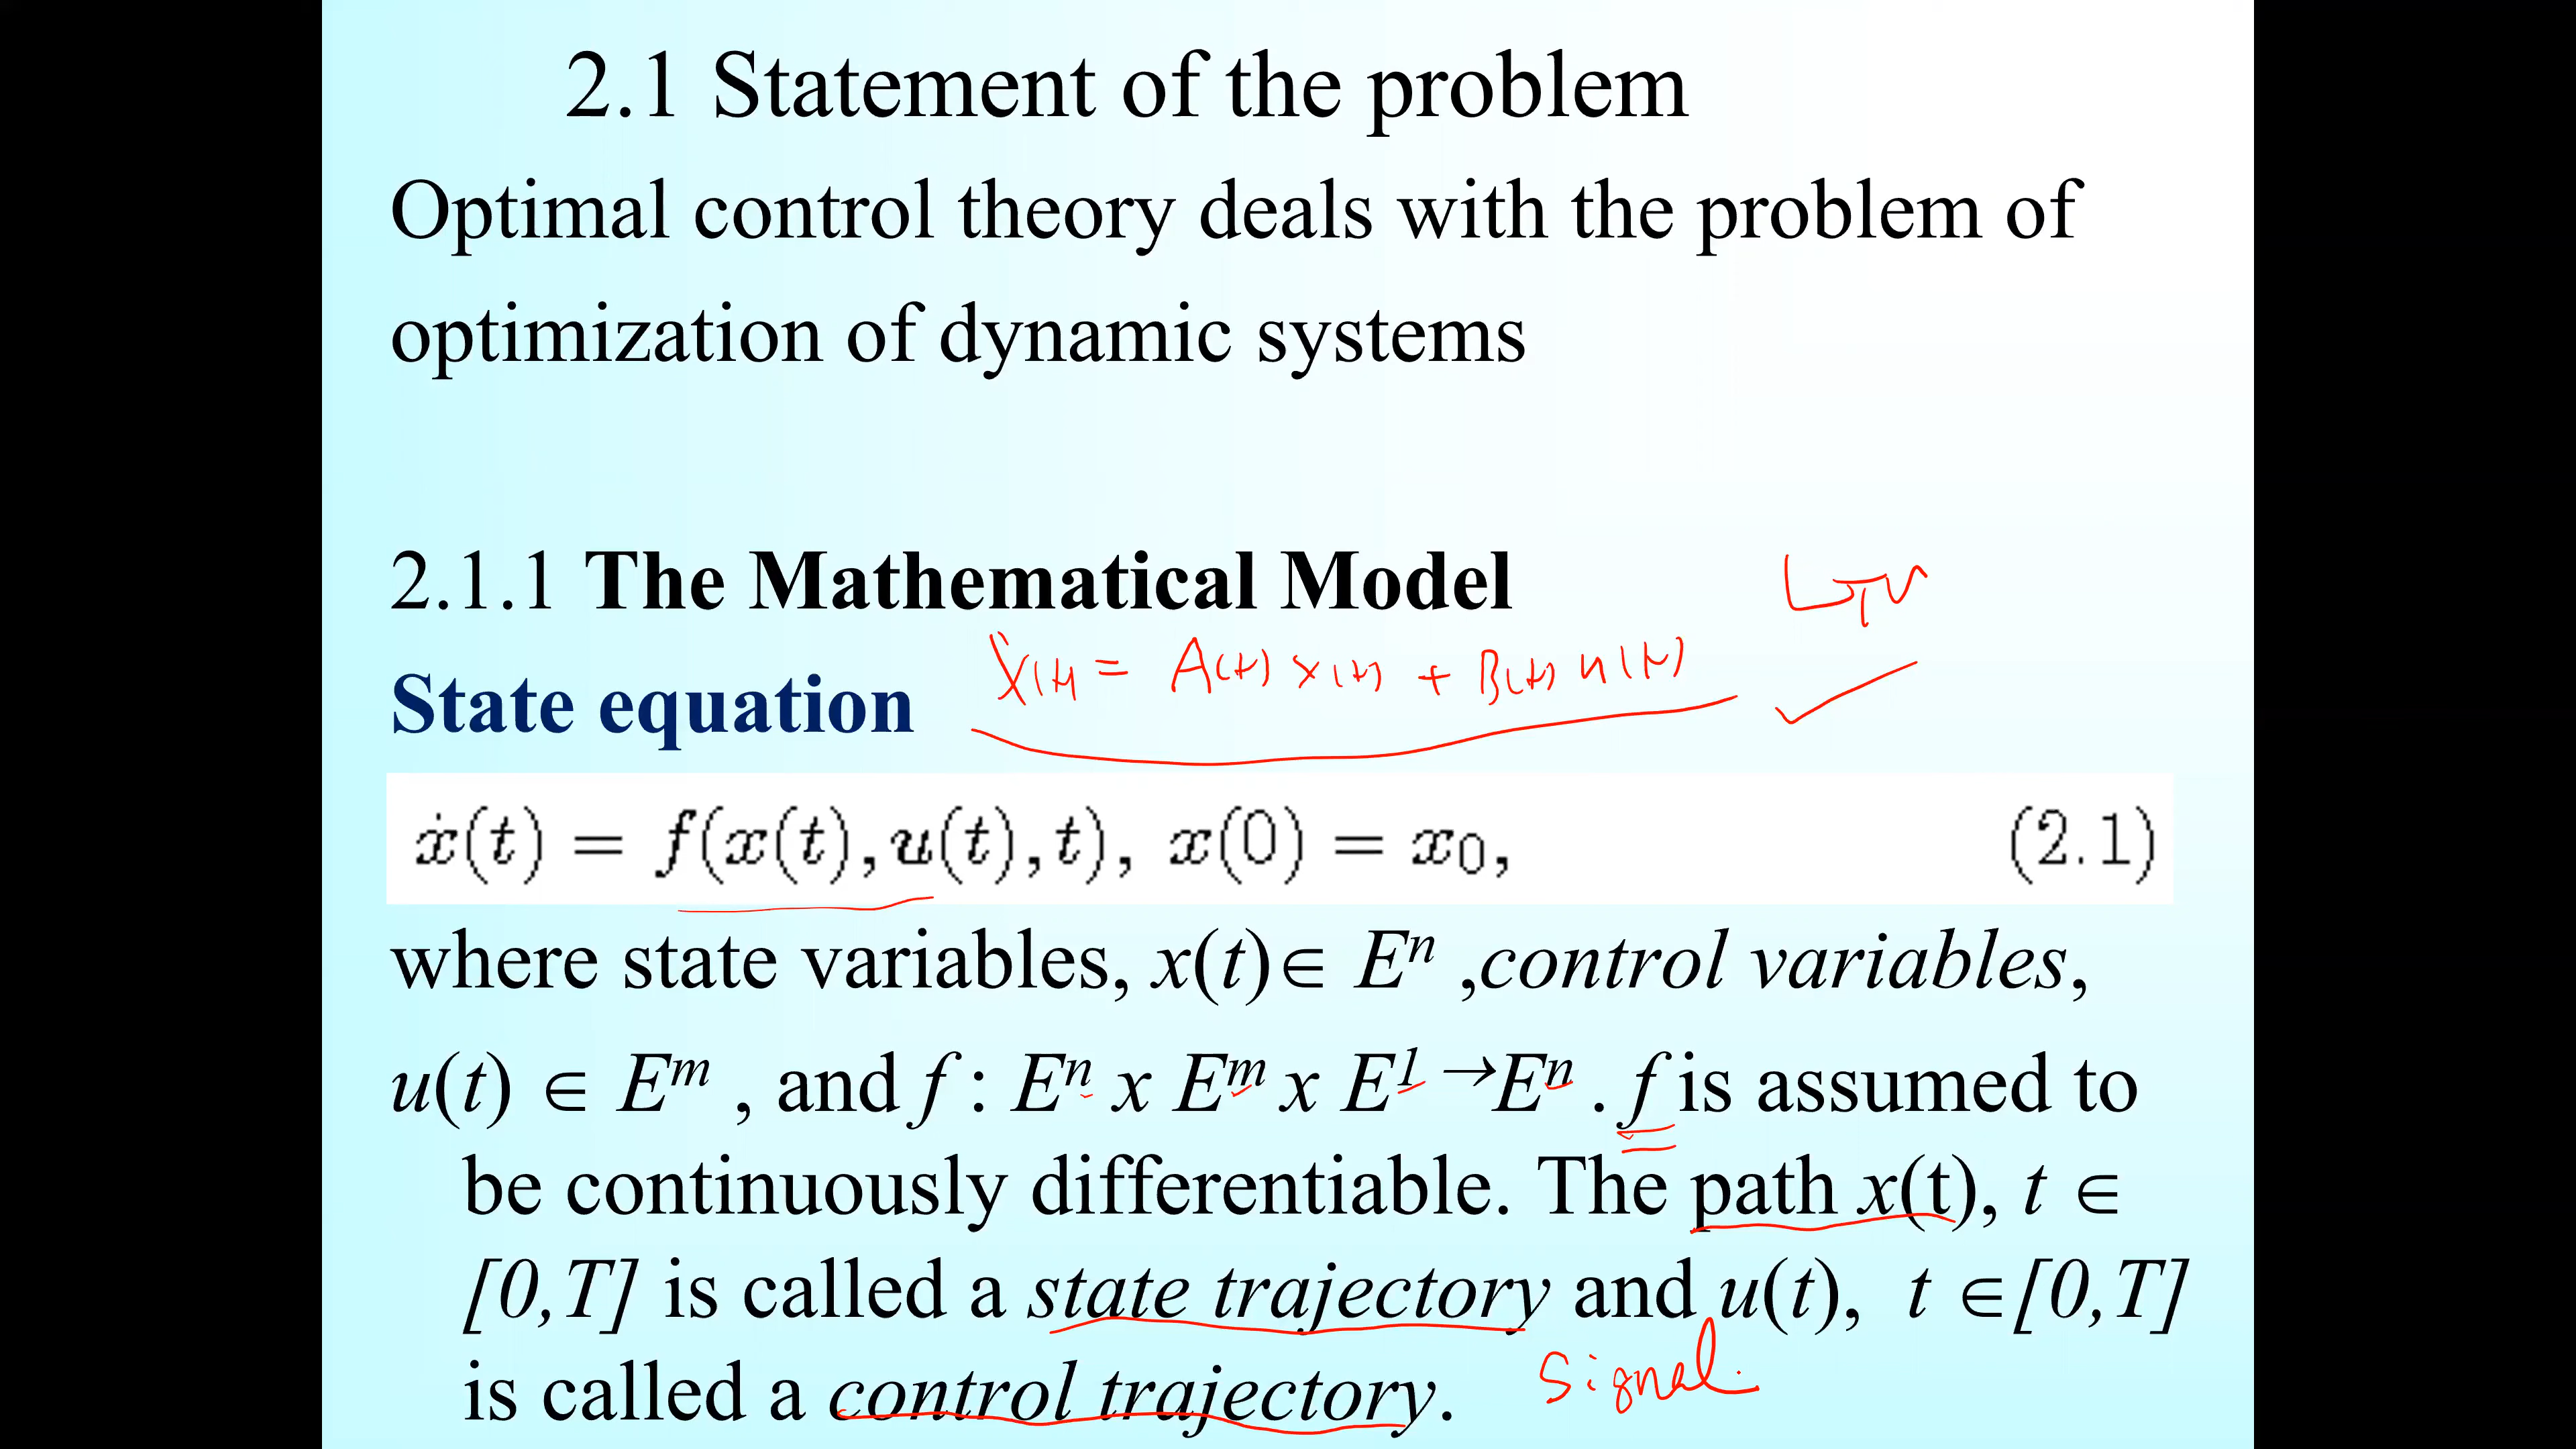 2.1 Statement of the problem
Optimal control theory deals with the problem of
optimization of dynamic systems
2.1.1 The Mathematical Model
LTV
ẋ(t) = A(t) x(t) + B(t) u(t)
State equation
ẋ(t) = f(x(t), u(t), t), x(0) = x₀, (2.1)
where state variables, x(t)∈ Eⁿ ,control variables,
u(t) ∈ Eᵐ , and f : Eⁿ x Eᵐ x E¹ →Eⁿ . f is assumed to
be continuously differentiable. The path x(t), t ∈
[0,T] is called a state trajectory and u(t), t ∈[0,T]
is called a control trajectory. Signal.